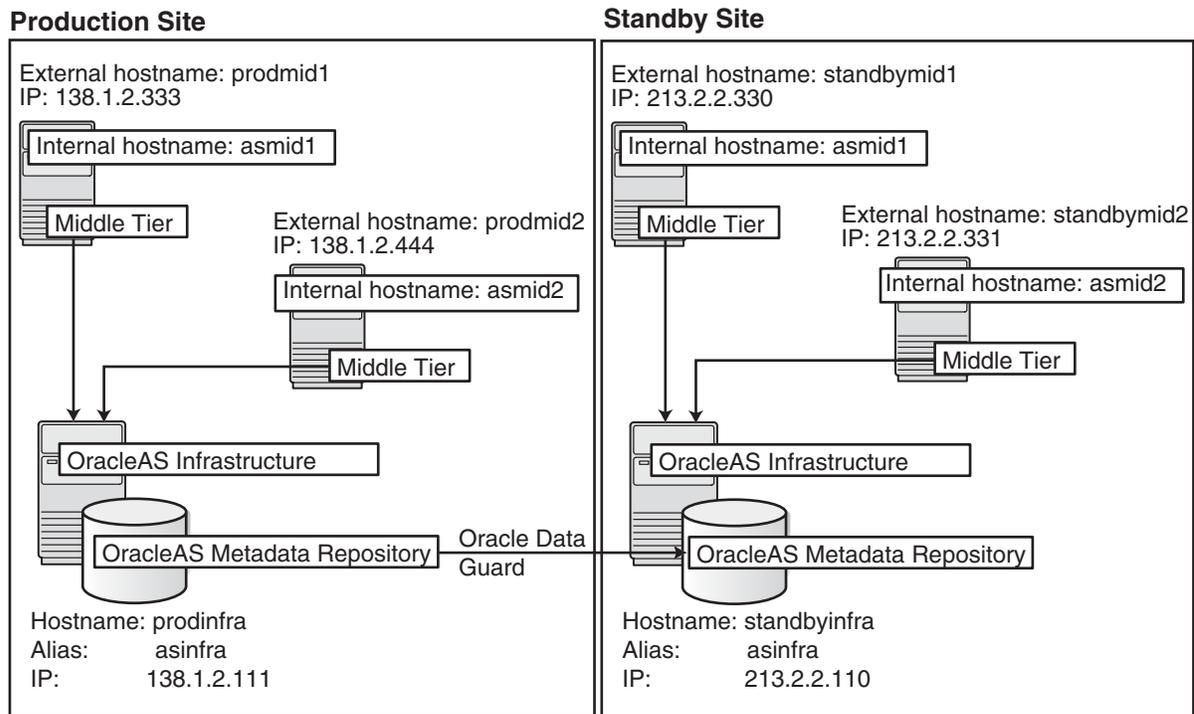 Production Site
External hostname: prodmid1
IP: 138.1.2.333
Internal hostname: asmid1
Middle Tier
External hostname: prodmid2
IP: 138.1.2.444
Internal hostname: asmid2
Middle Tier
OracleAS Infrastructure
OracleAS Metadata Repository
Hostname: prodinfra
Alias: asinfra
IP: 138.1.2.111
Oracle Data
Guard
Standby Site
External hostname: standbymid1
IP: 213.2.2.330
Internal hostname: asmid1
Middle Tier
External hostname: standbymid2
IP: 213.2.2.331
Internal hostname: asmid2
Middle Tier
OracleAS Infrastructure
OracleAS Metadata Repository
Hostname: standbyinfra
Alias: asinfra
IP: 213.2.2.110